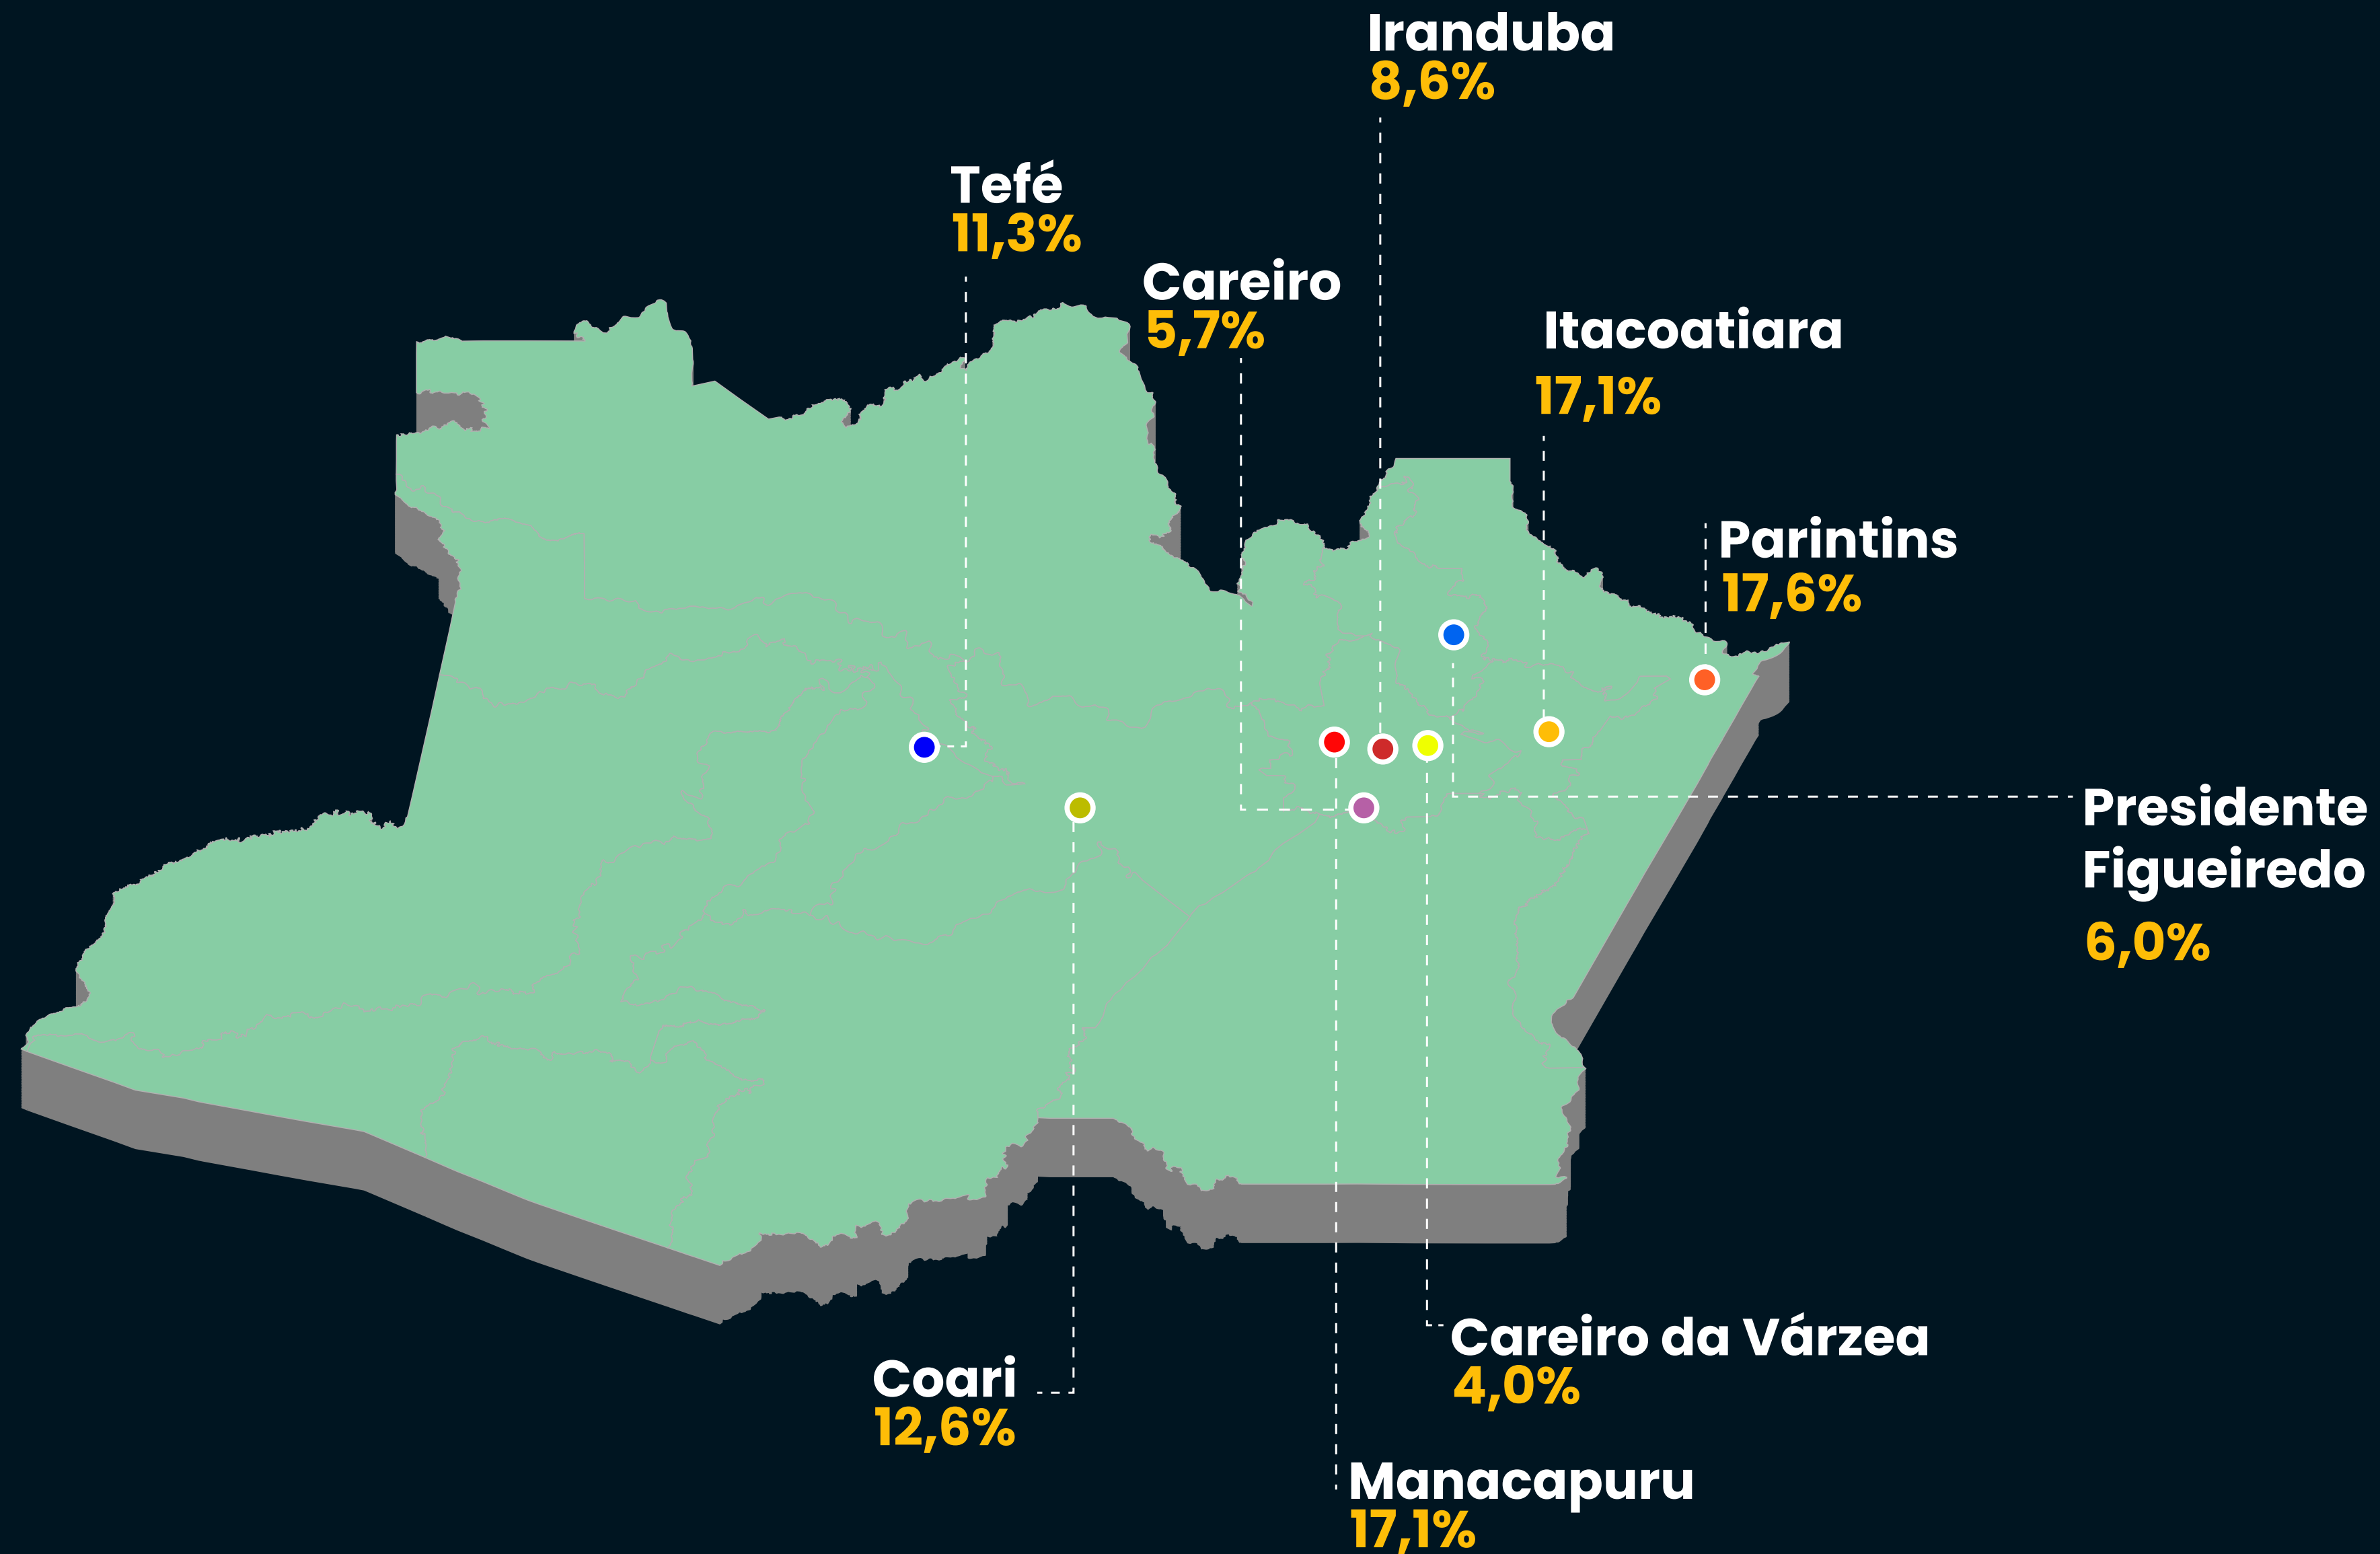 Iranduba
8,6%
Tefé
11,3%
Careiro
5,7%
Itacoatiara
17,1%
Parintins
17,6%
Presidente
Figueiredo
6,0%
Careiro da Várzea
4,0%
Coari
12,6%
Manacapuru
17,1%